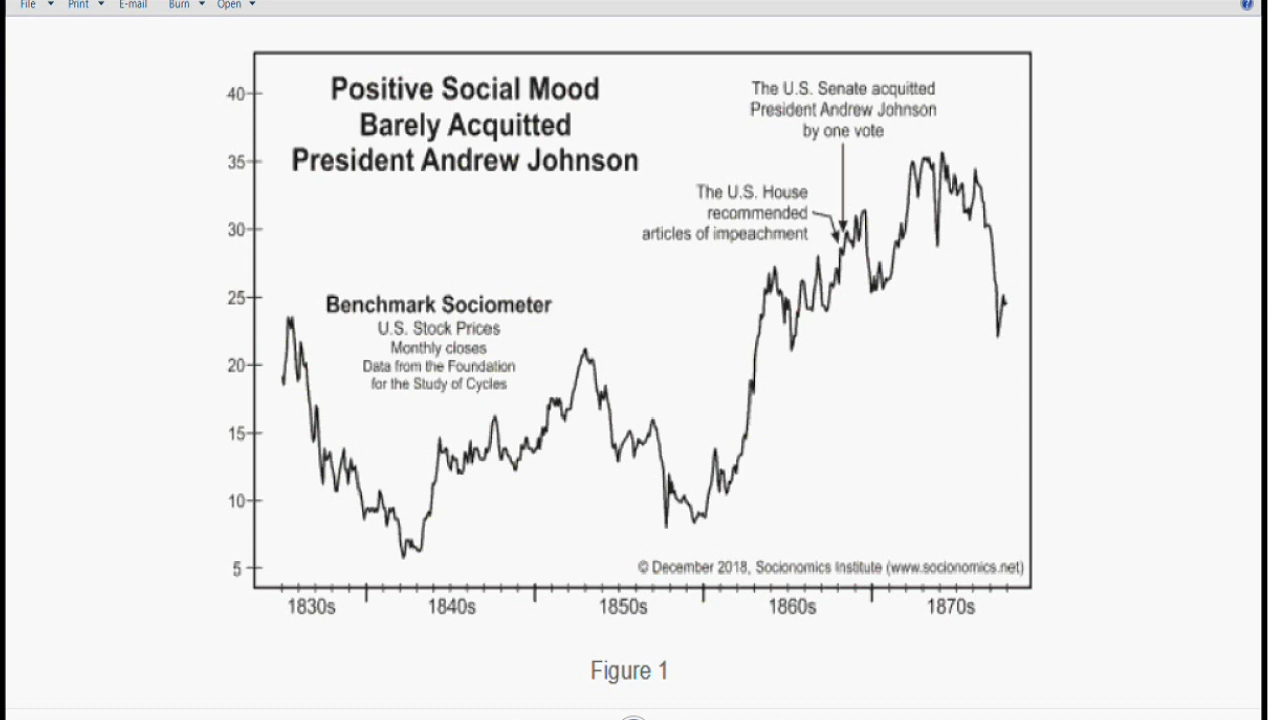 File Print E-mail Burn Open
Positive Social Mood
Barely Acquitted
President Andrew Johnson
The U.S. Senate acquitted
President Andrew Johnson
by one vote
The U.S. House
recommended
articles of impeachment
Benchmark Sociometer
U.S. Stock Prices
Monthly closes
Data from the Foundation
for the Study of Cycles
40
35
30
25
20
15
10
5
© December 2018, Socionomics Institute (www.socionomics.net)
1830s 1840s 1850s 1860s 1870s
Figure 1